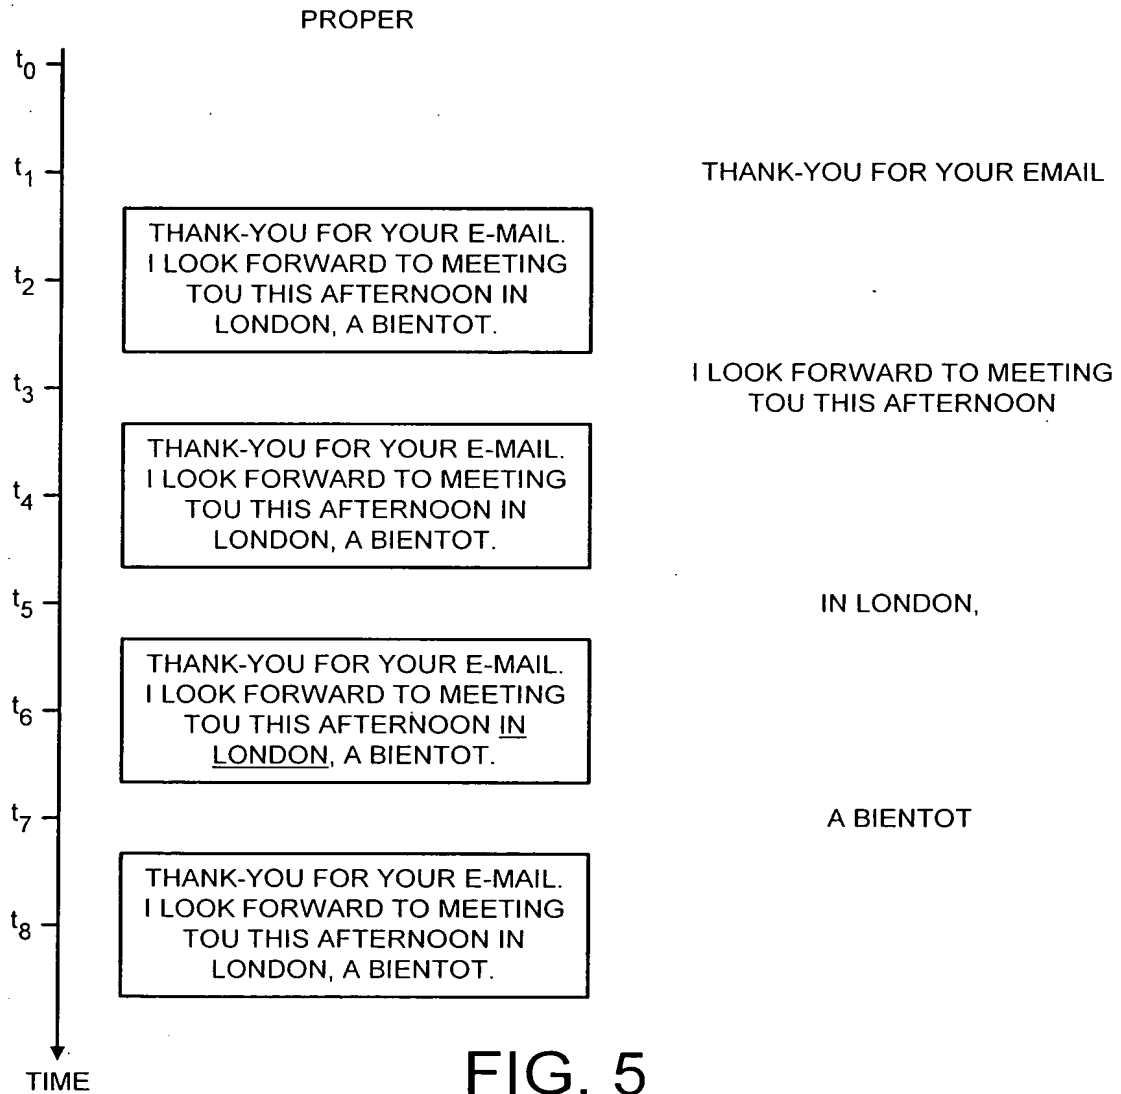 PROPER
t0
t1
THANK-YOU FOR YOUR EMAIL
THANK-YOU FOR YOUR E-MAIL.
I LOOK FORWARD TO MEETING
TOU THIS AFTERNOON IN
LONDON, A BIENTOT.
t2
t3
I LOOK FORWARD TO MEETING
TOU THIS AFTERNOON
THANK-YOU FOR YOUR E-MAIL.
I LOOK FORWARD TO MEETING
TOU THIS AFTERNOON IN
LONDON, A BIENTOT.
t4
t5
IN LONDON,
THANK-YOU FOR YOUR E-MAIL.
I LOOK FORWARD TO MEETING
TOU THIS AFTERNOON IN
LONDON, A BIENTOT.
t6
t7
A BIENTOT
THANK-YOU FOR YOUR E-MAIL.
I LOOK FORWARD TO MEETING
TOU THIS AFTERNOON IN
LONDON, A BIENTOT.
t8
TIME
FIG. 5